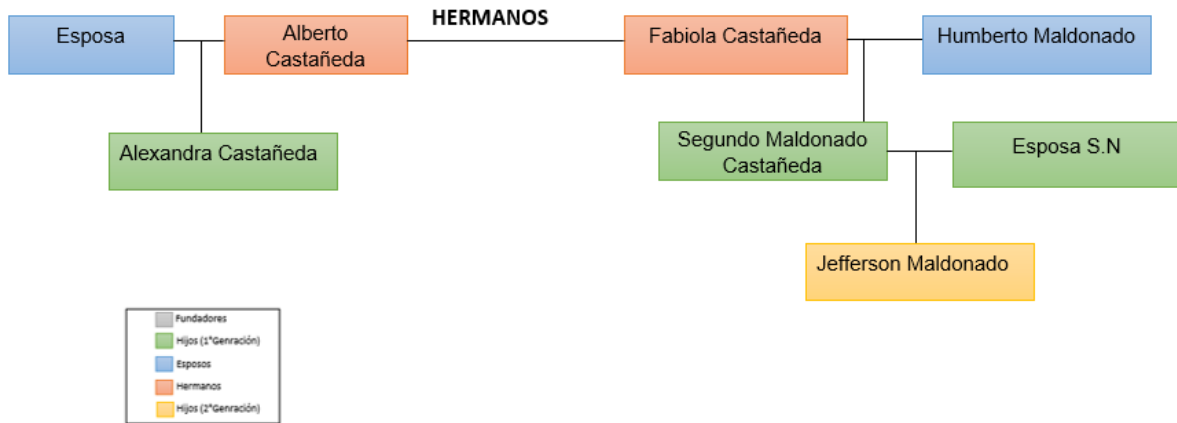 HERMANOS
Esposa
Alberto
Castañeda
Fabiola Castañeda
Humberto Maldonado
Alexandra Castañeda
Segundo Maldonado
Castañeda
Esposa S.N
Jefferson Maldonado
Fundadores
Hijos (1°Genración)
Esposos
Hermanos
Hijos (2°Genración)